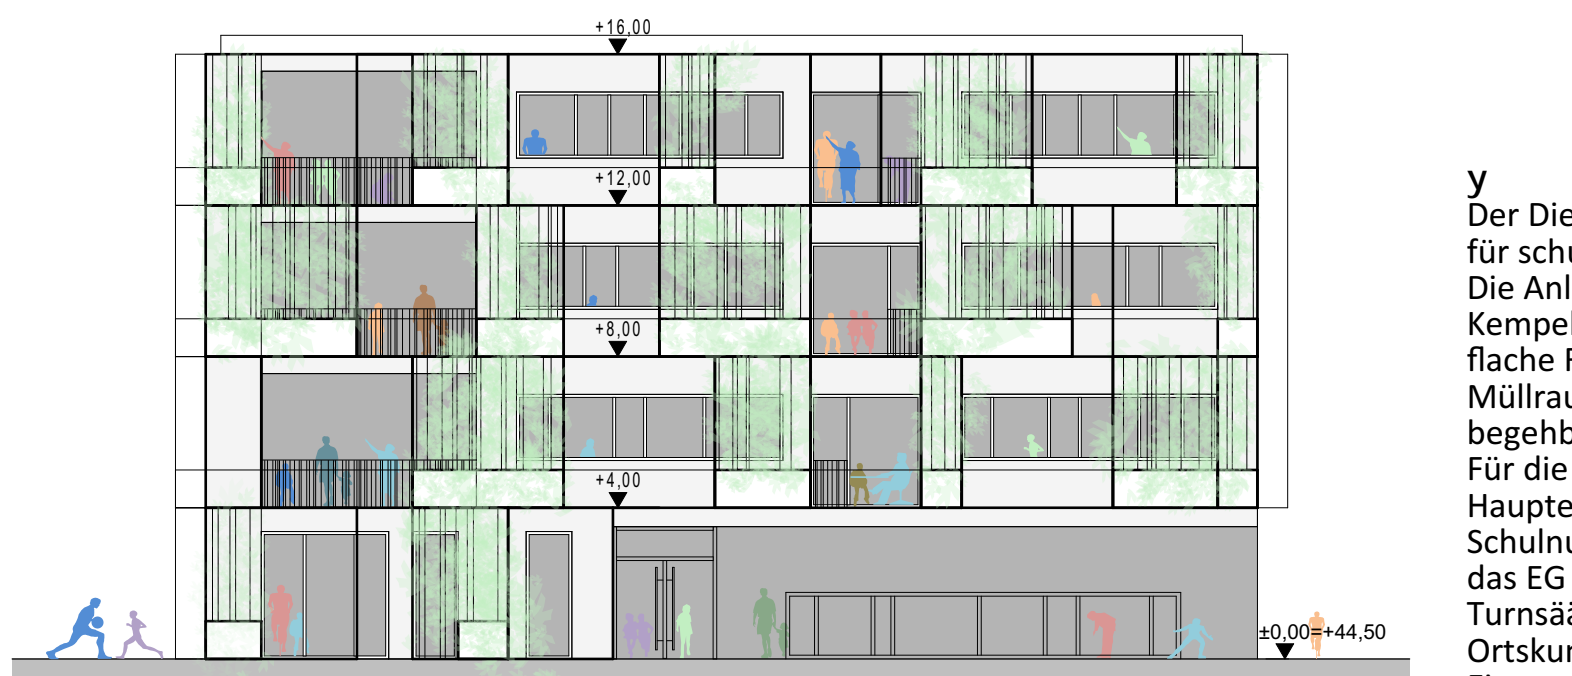 +16,00
+12,00
+8,00
+4,00
±0,00=+44,50
y
Der Die
für schu
Die Anl
Kempel
flache F
Müllrau
begehb
Für die
Haupte
Schulnu
das EG
Turnsää
Ortskur